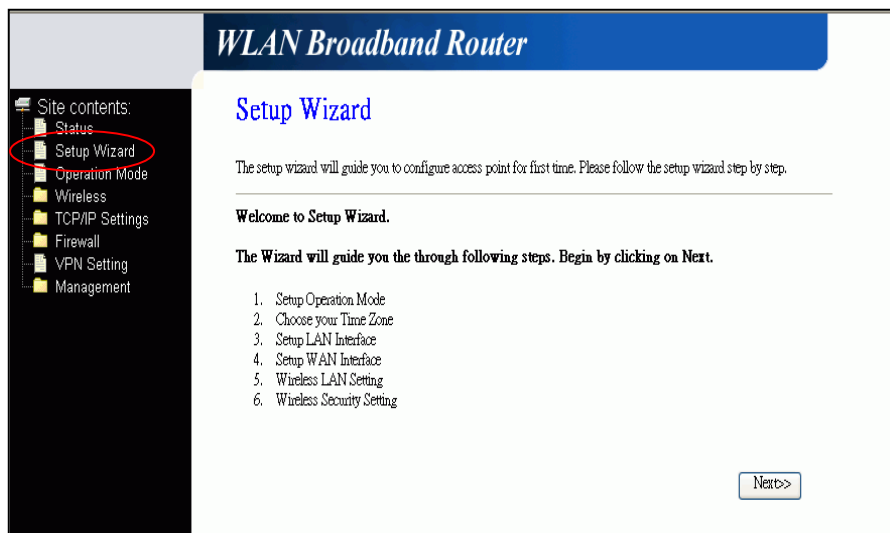 WLAN Broadband Router
Site contents:
Status
Setup Wizard
Operation Mode
Wireless
TCP/IP Settings
Firewall
VPN Setting
Management
Setup Wizard
The setup wizard will guide you to configure access point for first time. Please follow the setup wizard step by step.
Welcome to Setup Wizard.
The Wizard will guide you the through following steps. Begin by clicking on Next.
1. Setup Operation Mode
2. Choose your Time Zone
3. Setup LAN Interface
4. Setup WAN Interface
5. Wireless LAN Setting
6. Wireless Security Setting
Next>>